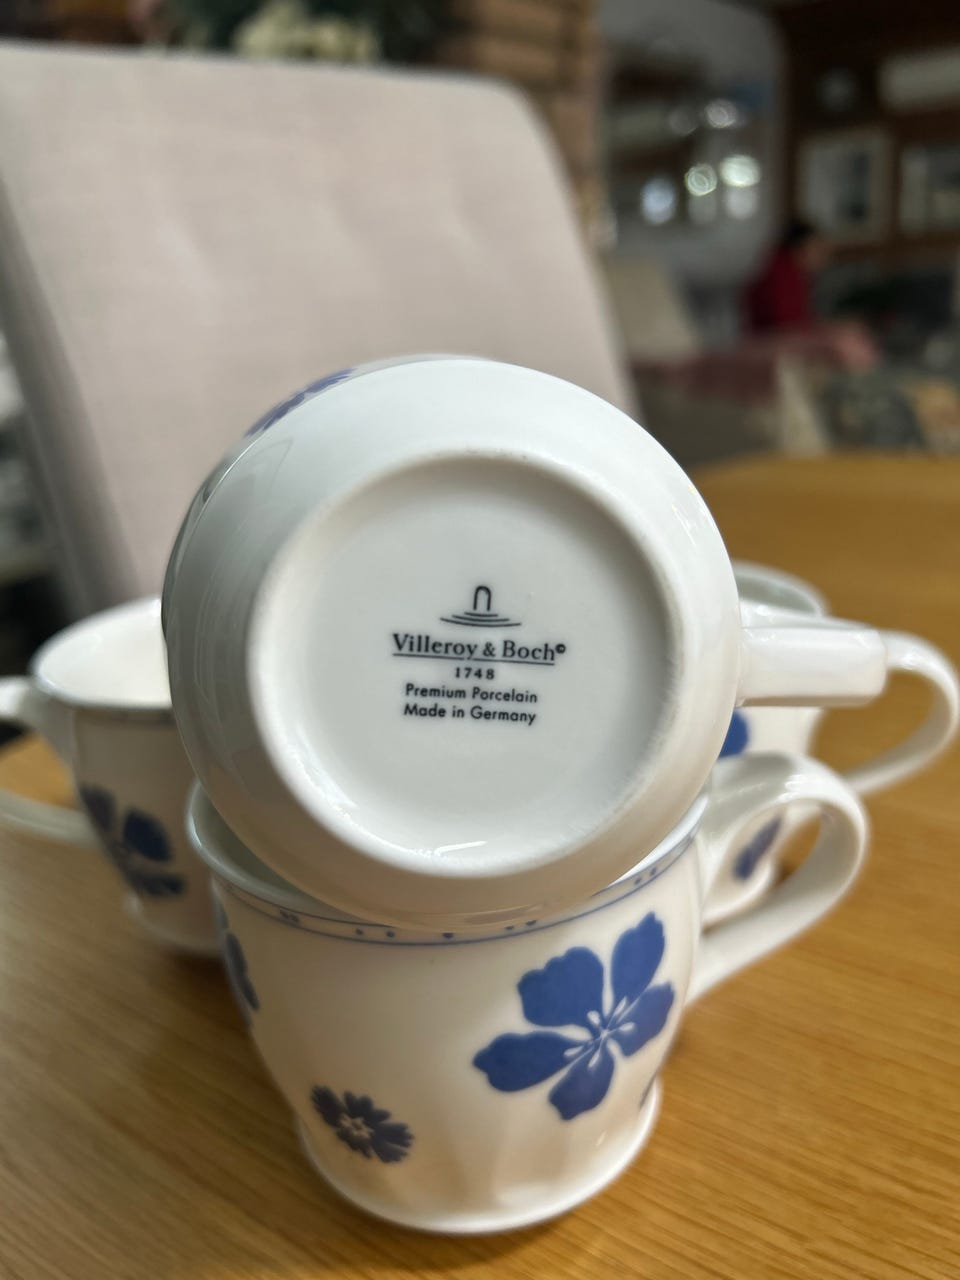 Villeroy & Boch©
1748
Premium Porcelain
Made in Germany